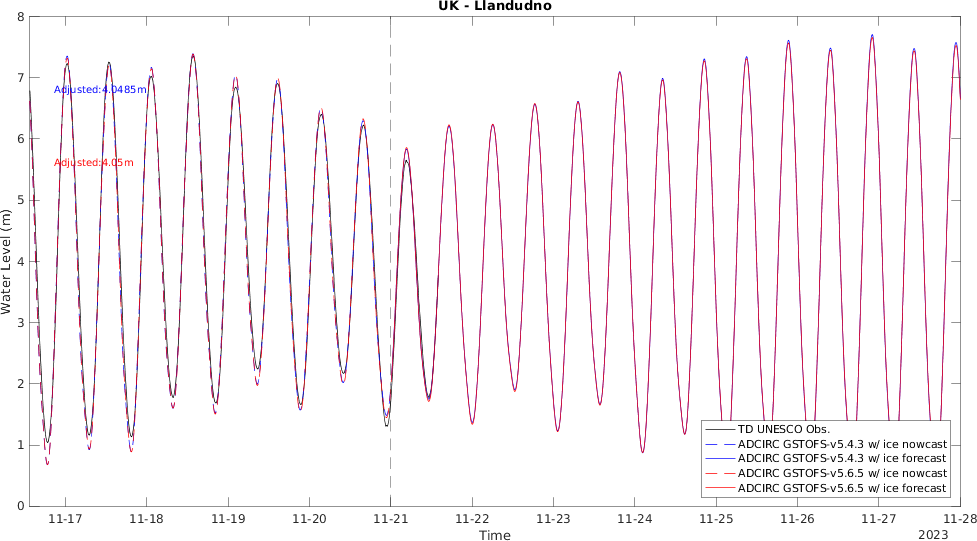 UK - Llandudno
8
7
6
5
4
3
2
1
0
Water Level (m)
Adjusted:4.0485m
Adjusted:4.05m
TD UNESCO Obs.
ADCIRC GSTOFS-v5.4.3 w/ ice nowcast
ADCIRC GSTOFS-v5.4.3 w/ ice forecast
ADCIRC GSTOFS-v5.6.5 w/ ice nowcast
ADCIRC GSTOFS-v5.6.5 w/ ice forecast
11-17 11-18 11-19 11-20 11-21 11-22 11-23 11-24 11-25 11-26 11-27 11-28
Time
2023